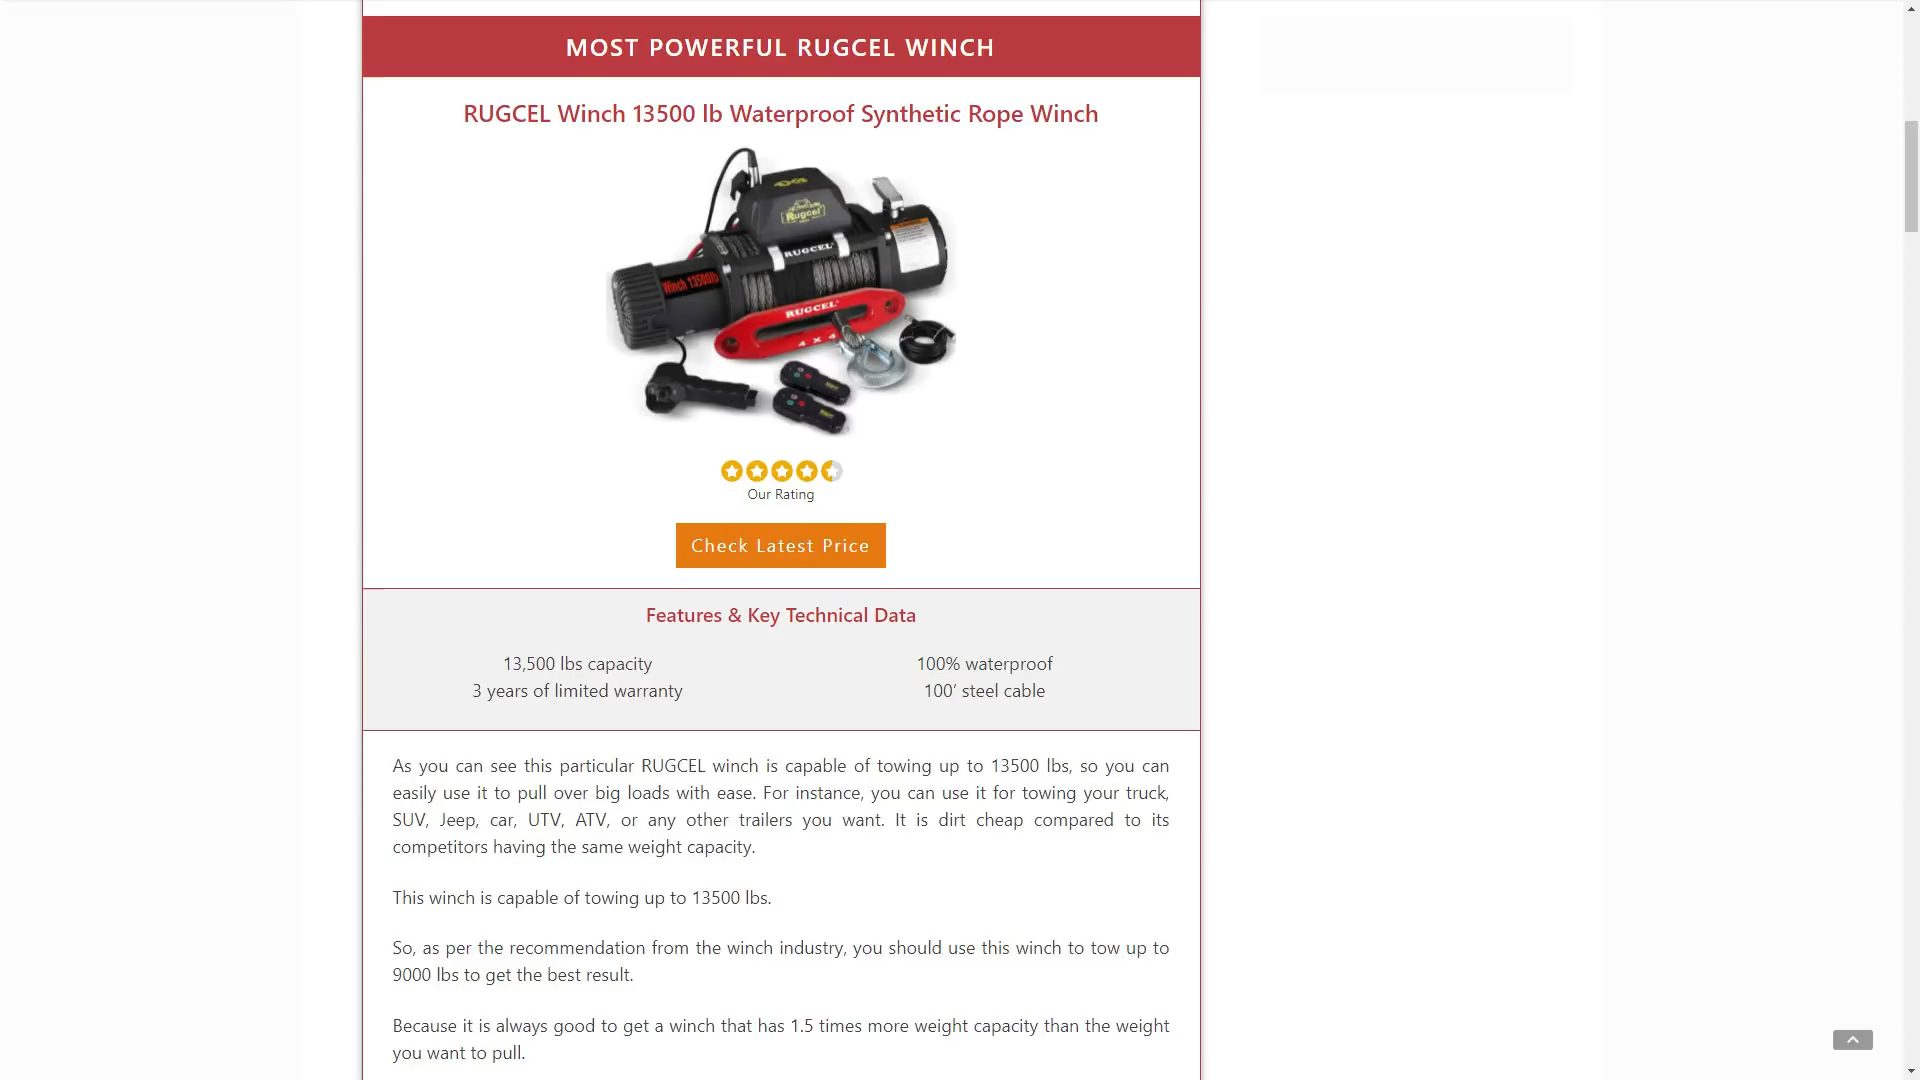 MOST POWERFUL RUGCEL WINCH
RUGCEL Winch 13500 lb Waterproof Synthetic Rope Winch
Rugcel
RUGCEL
Winch 13500lb
RUGCEL
4 X 4
Our Rating
Check Latest Price
Features & Key Technical Data
13,500 lbs capacity
100% waterproof
3 years of limited warranty
100’ steel cable
As you can see this particular RUGCEL winch is capable of towing up to 13500 lbs, so you can
easily use it to pull over big loads with ease. For instance, you can use it for towing your truck,
SUV, Jeep, car, UTV, ATV, or any other trailers you want. It is dirt cheap compared to its
competitors having the same weight capacity.
This winch is capable of towing up to 13500 lbs.
So, as per the recommendation from the winch industry, you should use this winch to tow up to
9000 lbs to get the best result.
Because it is always good to get a winch that has 1.5 times more weight capacity than the weight
you want to pull.